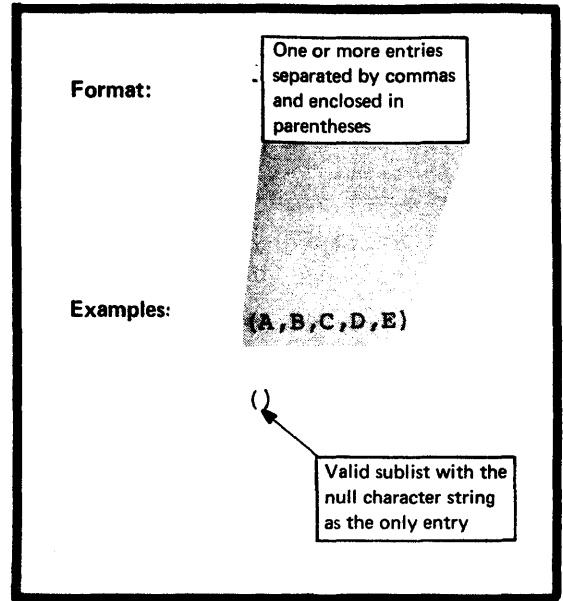 One or more entries
separated by commas
and enclosed in
parentheses
Format:
Examples:
(A,B,C,D,E)
()
Valid sublist with the
null character string
as the only entry